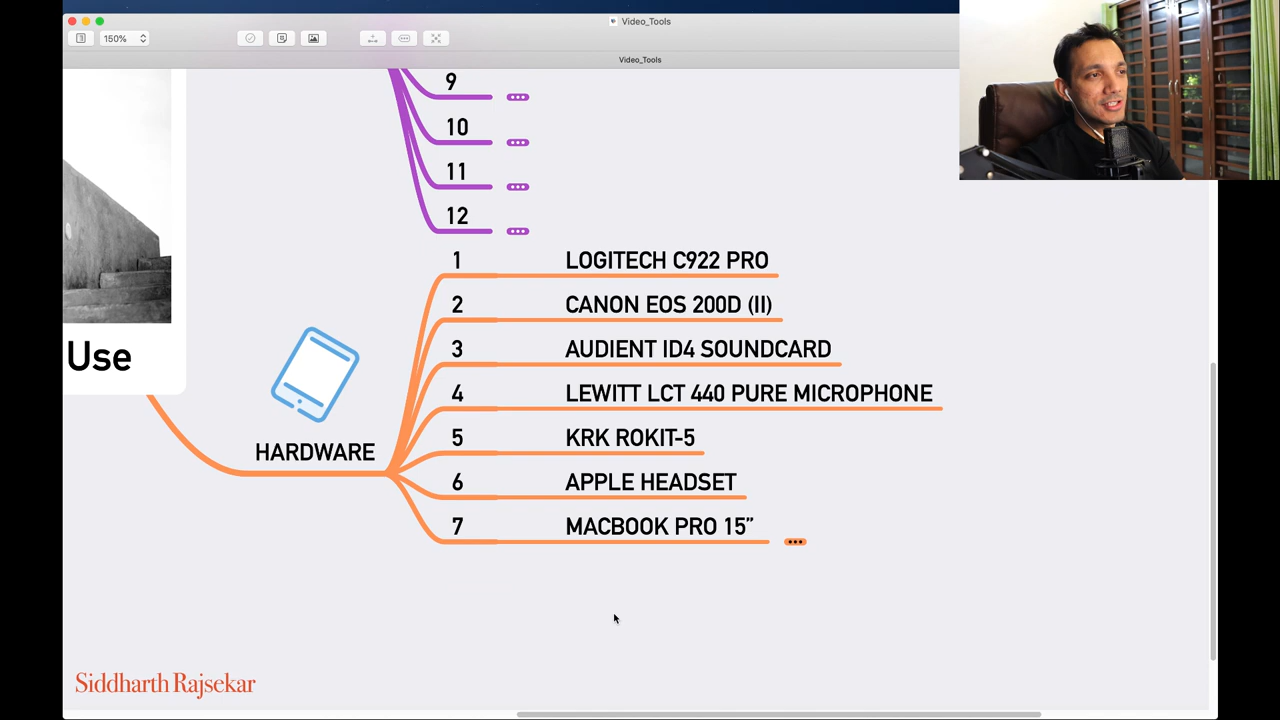 Video_Tools
150%
Video_Tools
9
10
11
12
1 LOGITECH C922 PRO
2 CANON EOS 200D (II)
3 AUDIENT ID4 SOUNDCARD
4 LEWITT LCT 440 PURE MICROPHONE
5 KRK ROKIT-5
6 APPLE HEADSET
7 MACBOOK PRO 15”
Use
HARDWARE
Siddharth Rajsekar